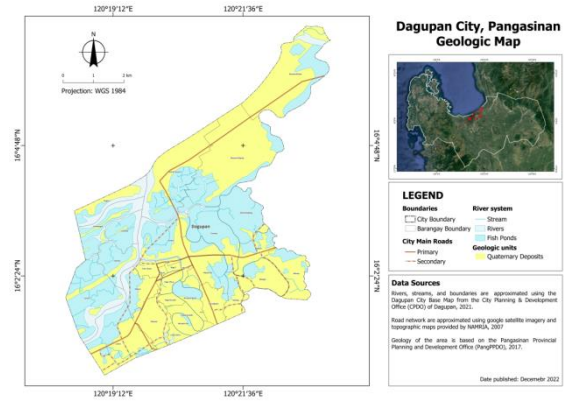 120°19'12"E
120°21'36"E
N
0 1 2 km
Projection: WGS 1984
16°4'48"N
16°4'48"N
Dagupan
16°2'24"N
16°2'24"N
120°19'12"E
120°21'36"E
Dagupan City, Pangasinan
Geologic Map
LEGEND
Boundaries
City Boundary
Barangay Boundary
City Main Roads
Primary
Secondary
River system
Stream
Rivers
Fish Ponds
Geologic units
Quaternary Deposits
Data Sources
Rivers, streams, and boundaries are approximated using the
Dagupan City Base Map from the City Planning & Development
Office (CPDO) of Dagupan, 2021.
Road network are approximated using google satellite imagery and
topographic maps provided by NAMRIA, 2007
Geology of the area is based on the Pangasinan Provincial
Planning and Development Office (PangPPDO), 2017.
Date published: Decemebr 2022